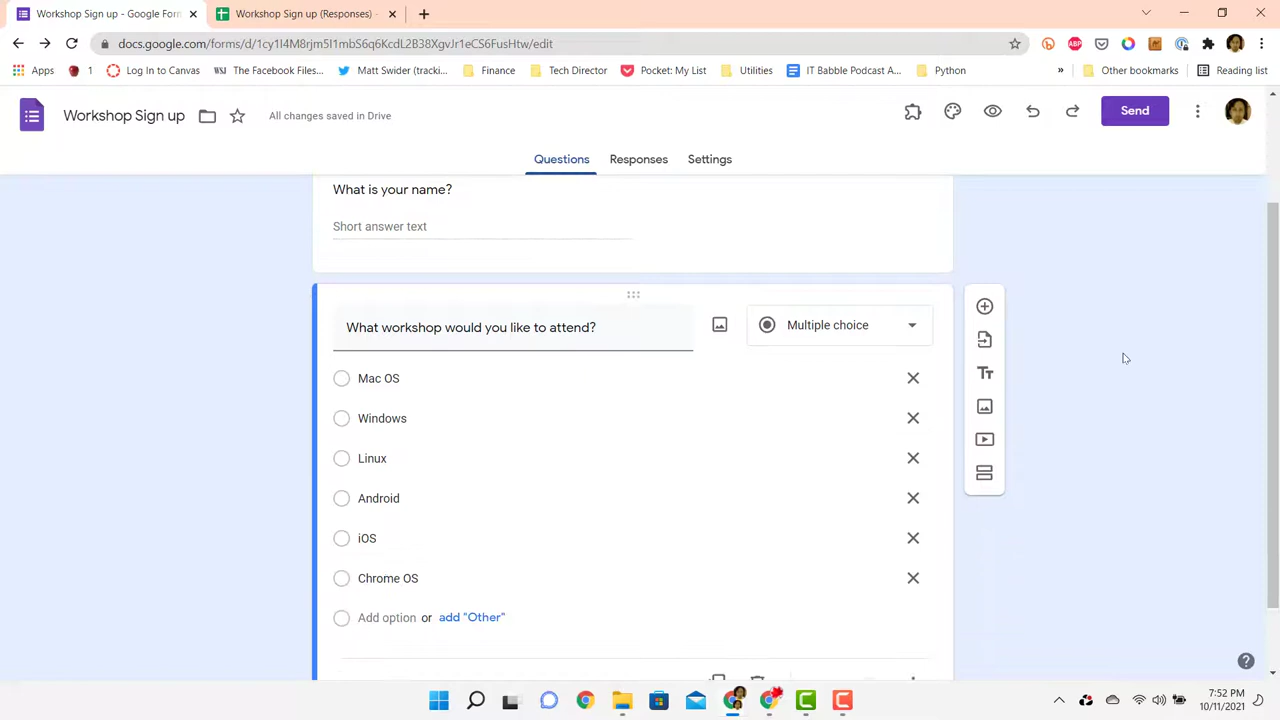 Workshop Sign up - Google Form
Workshop Sign up (Responses) -
docs.google.com/forms/d/1cy1I4M8rjm5I1mbS6q6KcdL2B3I8XgvJr1eCS6FusHtw/edit
Apps
1
Log In to Canvas
WSJ
The Facebook Files...
Matt Swider (tracki...
Finance
Tech Director
Pocket: My List
Utilities
IT Babble Podcast A...
Python
»
Other bookmarks
Reading list
Workshop Sign up
All changes saved in Drive
Send
Questions
Responses
Settings
What is your name?
Short answer text
What workshop would you like to attend?
Multiple choice
Mac OS
Windows
Linux
Android
iOS
Chrome OS
Add option or add "Other"
7:52 PM
10/11/2021